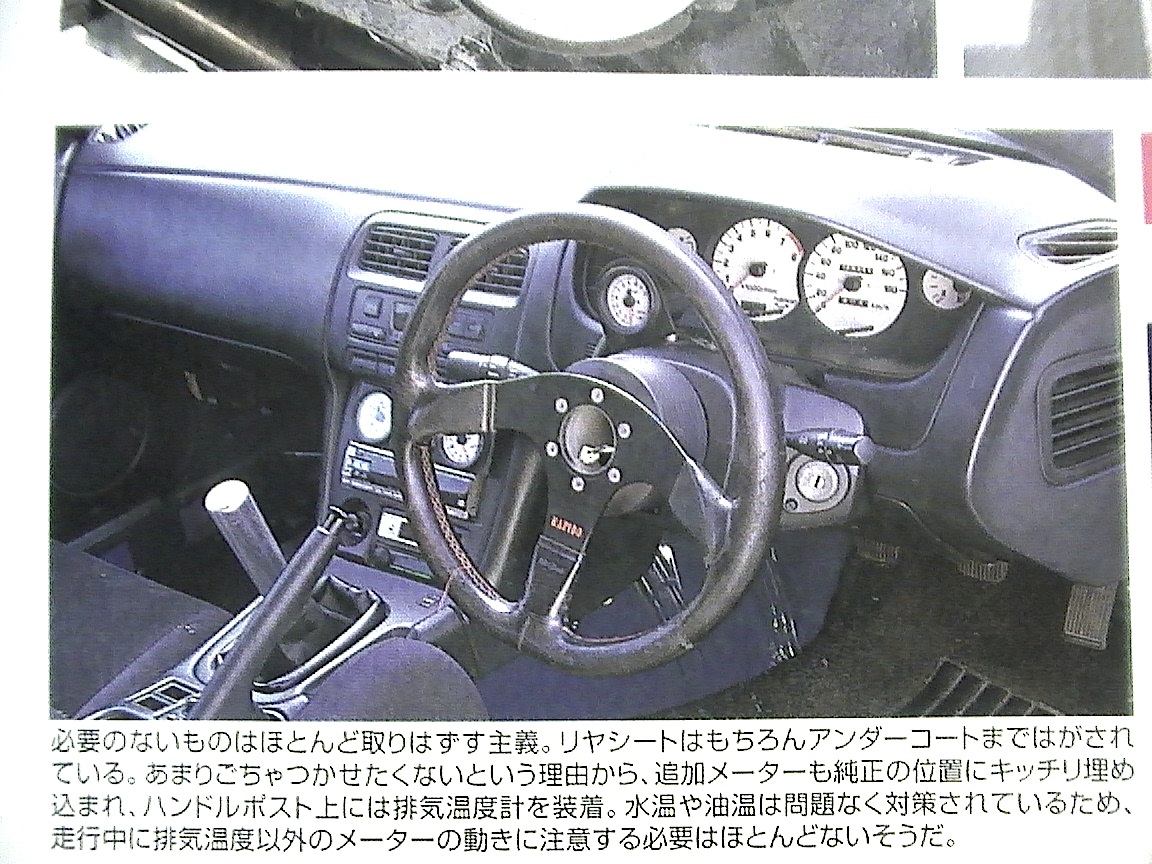 必要のないものはほとんど取りはずす主義。リヤシートはもちろんアンダーコートまではがされ
ている。あまりごちゃつかせたくないという理由から、追加メーターも純正の位置にキッチリ埋め
込まれ、ハンドルポスト上には排気温度計を装着。水温や油温は問題なく対策されているため、
走行中に排気温度以外のメーターの動きに注意する必要はほとんどないそうだ。